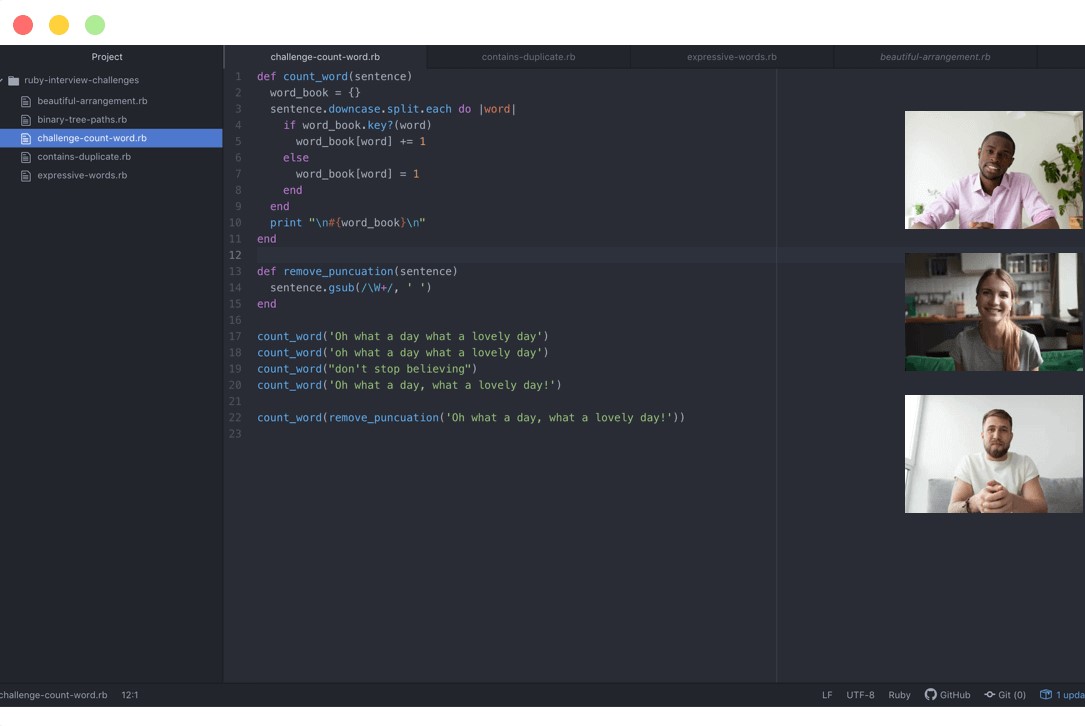 Project
ruby-interview-challenges
beautiful-arrangement.rb
binary-tree-paths.rb
challenge-count-word.rb
contains-duplicate.rb
expressive-words.rb
challenge-count-word.rb contains-duplicate.rb expressive-words.rb beautiful-arrangement.rb
1 def count_word(sentence)
2   word_book = {}
3   sentence.downcase.split.each do |word|
4     if word_book.key?(word)
5       word_book[word] += 1
6     else
7       word_book[word] = 1
8     end
9   end
10   print "\n#{word_book}\n"
11 end
12
13 def remove_puncuation(sentence)
14   sentence.gsub(/\W+/, ' ')
15 end
16
17 count_word('Oh what a day what a lovely day')
18 count_word('oh what a day what a lovely day')
19 count_word("don't stop believing")
20 count_word('Oh what a day, what a lovely day!')
21
22 count_word(remove_puncuation('Oh what a day, what a lovely day!'))
23
challenge-count-word.rb 12:1 LF UTF-8 Ruby GitHub Git (0) 1 upda